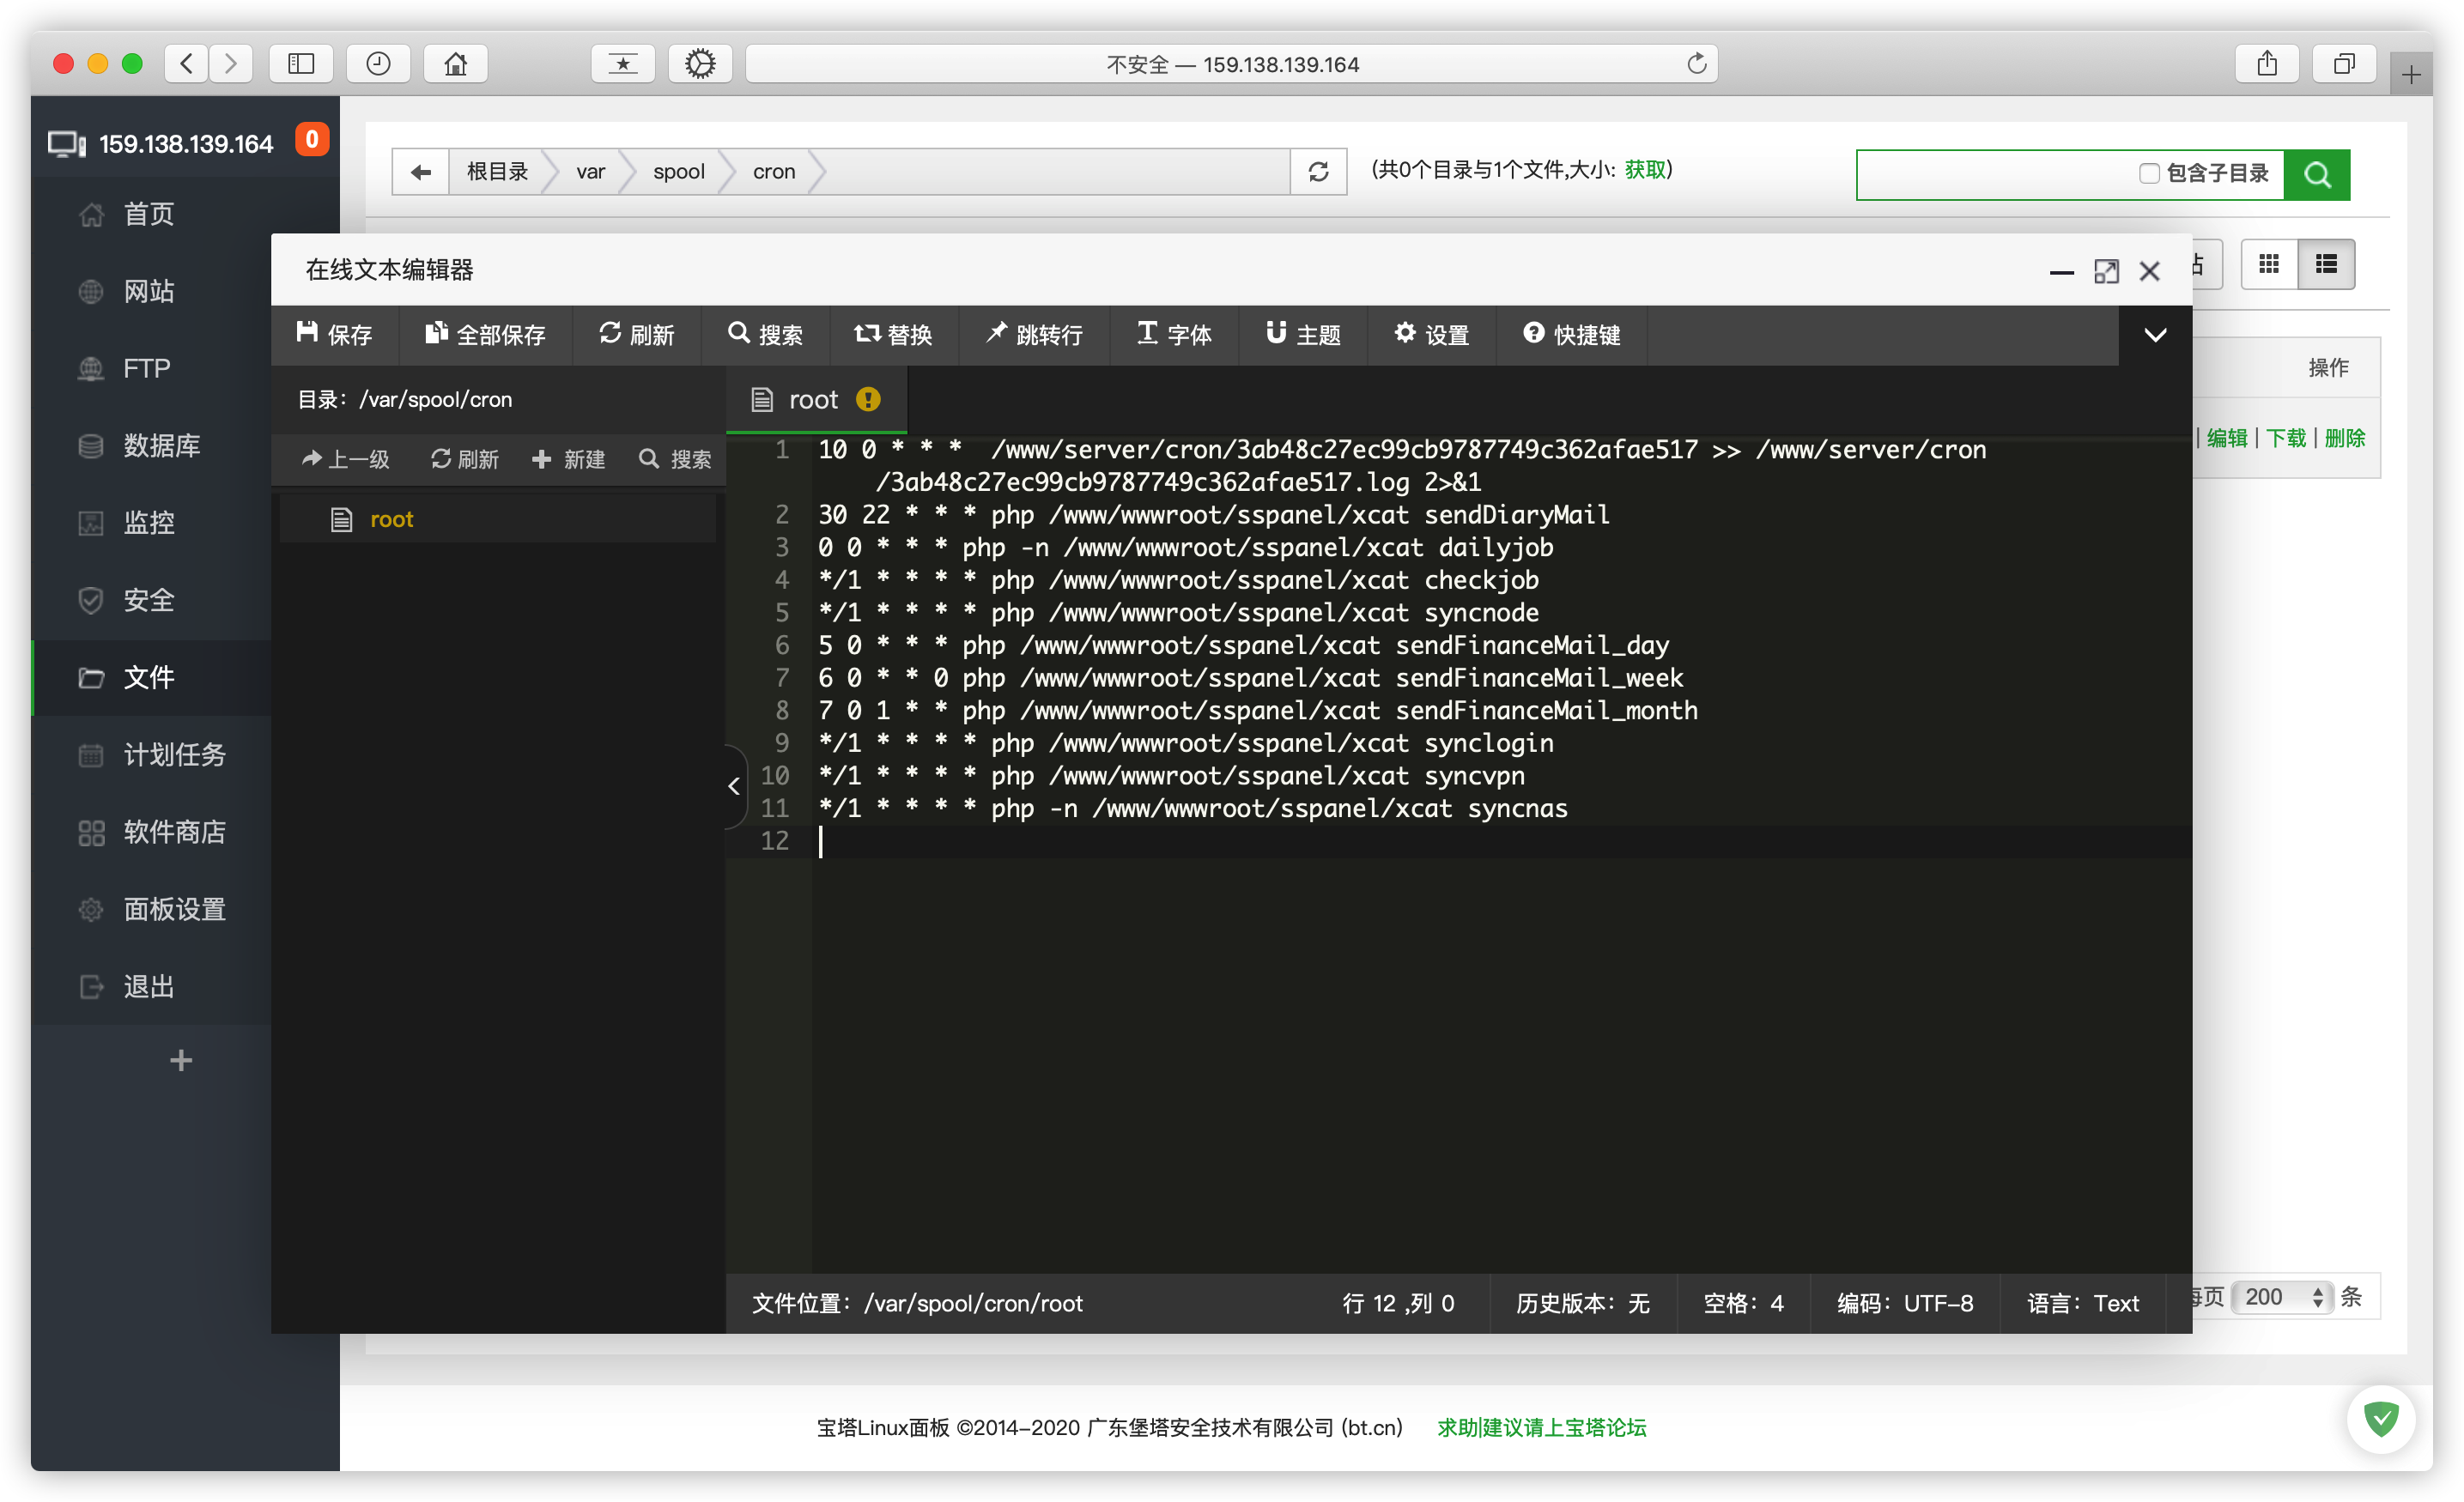 不安全 — 159.138.139.164
159.138.139.164 0
根目录 var spool cron (共0个目录与1个文件,大小: 获取) 包含子目录
首页
网站
FTP
数据库
监控
安全
文件
计划任务
软件商店
面板设置
退出
在线文本编辑器
保存 全部保存 刷新 搜索 替换 跳转行 字体 主题 设置 快捷键
操作
编辑 | 下载 | 删除
目录：/var/spool/cron
上一级 刷新 新建 搜索
root
root
1 10 0 * * *  /www/server/cron/3ab48c27ec99cb9787749c362afae517 >> /www/server/cron
/3ab48c27ec99cb9787749c362afae517.log 2>&1
2 30 22 * * * php /www/wwwroot/sspanel/xcat sendDiaryMail
3 0 0 * * * php -n /www/wwwroot/sspanel/xcat dailyjob
4 */1 * * * * php /www/wwwroot/sspanel/xcat checkjob
5 */1 * * * * php /www/wwwroot/sspanel/xcat syncnode
6 5 0 * * * php /www/wwwroot/sspanel/xcat sendFinanceMail_day
7 6 0 * * 0 php /www/wwwroot/sspanel/xcat sendFinanceMail_week
8 7 0 1 * * php /www/wwwroot/sspanel/xcat sendFinanceMail_month
9 */1 * * * * php /www/wwwroot/sspanel/xcat synclogin
10 */1 * * * * php /www/wwwroot/sspanel/xcat syncvpn
11 */1 * * * * php -n /www/wwwroot/sspanel/xcat syncnas
12
文件位置：/var/spool/cron/root 行 12 ,列 0 历史版本：无 空格：4 编码：UTF-8 语言：Text
页 200 条
宝塔Linux面板 ©2014-2020 广东堡塔安全技术有限公司 (bt.cn) 求助|建议请上宝塔论坛